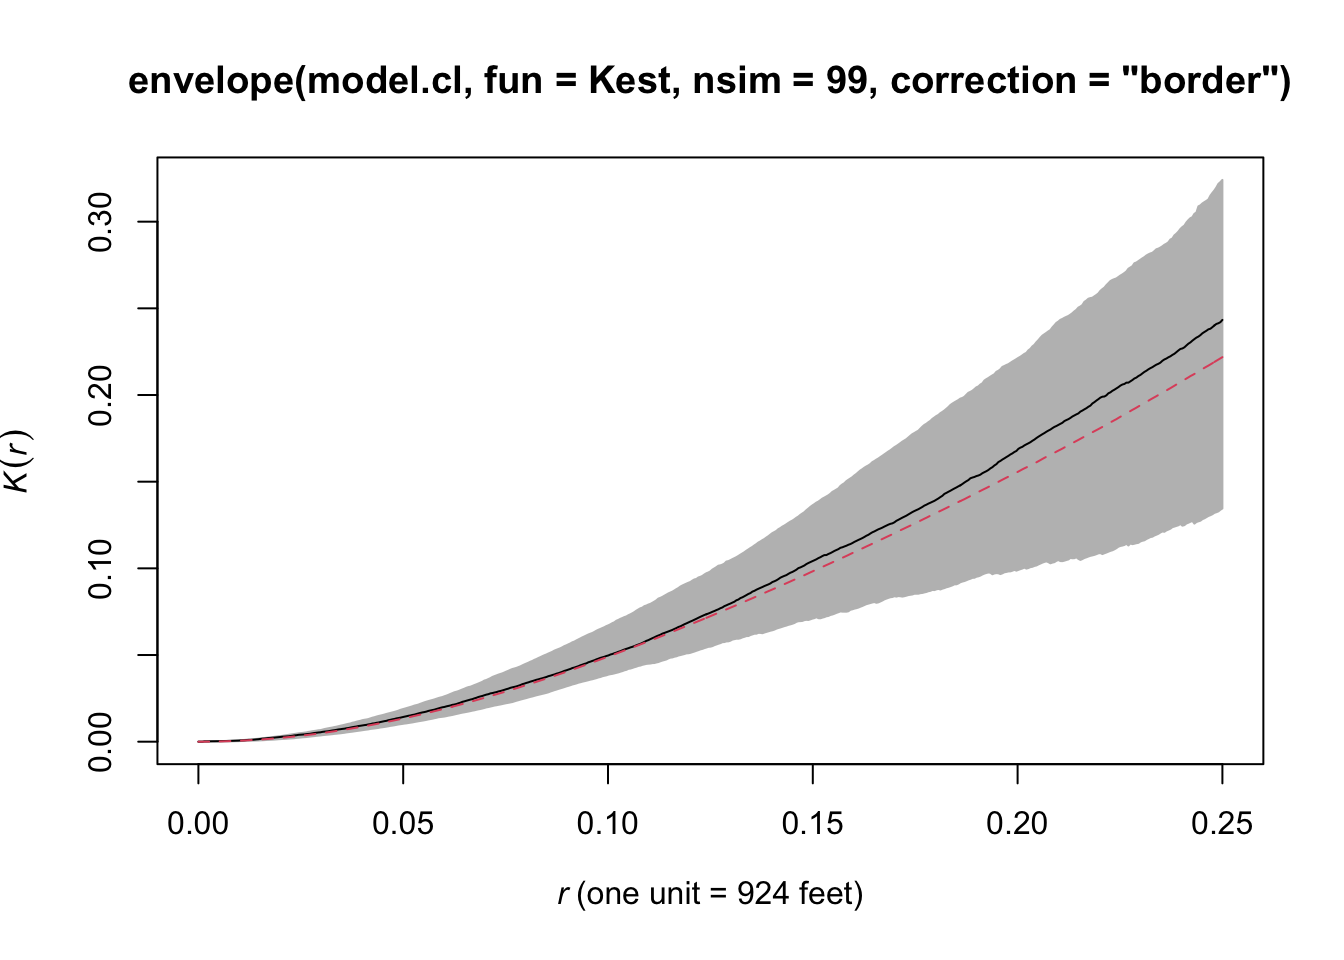 envelope(model.cl, fun = Kest, nsim = 99, correction = "border")
0.30
0.20
0.10
0.00
K(r)
0.00 0.05 0.10 0.15 0.20 0.25
r (one unit = 924 feet)